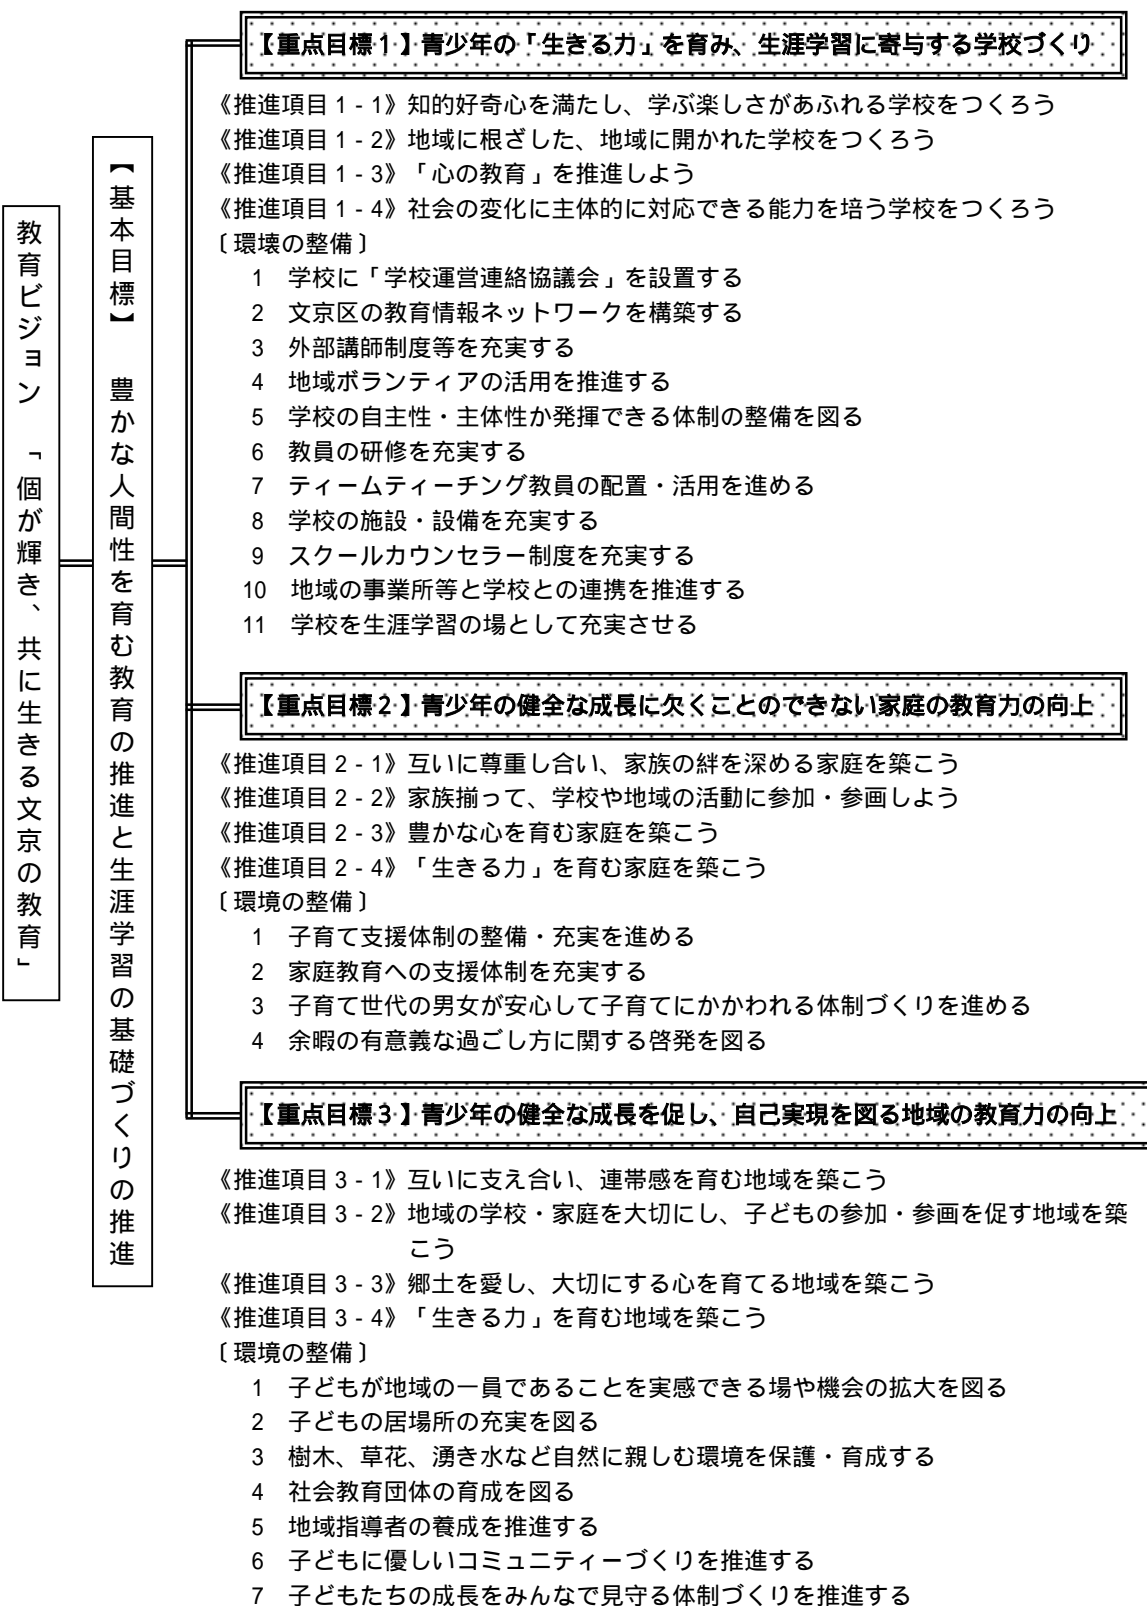 教育ビジョン 「個が輝き、共に生きる文京の教育」
【基本目標】 豊かな人間性を育む教育の推進と生涯学習の基礎づくりの推進
【重点目標1】青少年の「生きる力」を育み、生涯学習に寄与する学校づくり
《推進項目1‐1》知的好奇心を満たし、学ぶ楽しさがあふれる学校をつくろう
《推進項目1‐2》地域に根ざした、地域に開かれた学校をつくろう
《推進項目1‐3》「心の教育」を推進しよう
《推進項目1‐4》社会の変化に主体的に対応できる能力を培う学校をつくろう
〔環壊の整備〕
1 学校に「学校運営連絡協議会」を設置する
2 文京区の教育情報ネットワークを構築する
3 外部講師制度等を充実する
4 地域ボランティアの活用を推進する
5 学校の自主性・主体性か発揮できる体制の整備を図る
6 教員の研修を充実する
7 ティームティーチング教員の配置・活用を進める
8 学校の施設・設備を充実する
9 スクールカウンセラー制度を充実する
10 地域の事業所等と学校との連携を推進する
11 学校を生涯学習の場として充実させる
【重点目標2】青少年の健全な成長に欠くことのできない家庭の教育力の向上
《推進項目2‐1》互いに尊重し合い、家族の絆を深める家庭を築こう
《推進項目2‐2》家族揃って、学校や地域の活動に参加・参画しよう
《推進項目2‐3》豊かな心を育む家庭を築こう
《推進項目2‐4》「生きる力」を育む家庭を築こう
〔環境の整備〕
1 子育て支援体制の整備・充実を進める
2 家庭教育への支援体制を充実する
3 子育て世代の男女が安心して子育てにかかわれる体制づくりを進める
4 余暇の有意義な過ごし方に関する啓発を図る
【重点目標3】青少年の健全な成長を促し、自己実現を図る地域の教育力の向上
《推進項目3‐1》互いに支え合い、連帯感を育む地域を築こう
《推進項目3‐2》地域の学校・家庭を大切にし、子どもの参加・参画を促す地域を築
こう
《推進項目3‐3》郷土を愛し、大切にする心を育てる地域を築こう
《推進項目3‐4》「生きる力」を育む地域を築こう
〔環境の整備〕
1 子どもが地域の一員であることを実感できる場や機会の拡大を図る
2 子どもの居場所の充実を図る
3 樹木、草花、湧き水など自然に親しむ環境を保護・育成する
4 社会教育団体の育成を図る
5 地域指導者の養成を推進する
6 子どもに優しいコミュニティーづくりを推進する
7 子どもたちの成長をみんなで見守る体制づくりを推進する